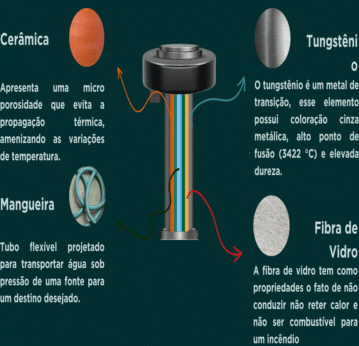 Cerâmica
Apresenta uma micro
porosidade que evita a
propagação térmica,
amenizando as variações
de temperatura.
Mangueira
Tubo flexível projetado
para transportar água sob
pressão de uma fonte para
um destino desejado.
Tungstêni
o
O tungstênio é um metal de
transição, esse elemento
possui coloração cinza
metálica, alto ponto de
fusão (3422 °C) e elevada
dureza.
Fibra de
Vidro
A fibra de vidro tem como
propriedades o fato de não
conduzir não reter calor e
não ser combustível para
um incêndio